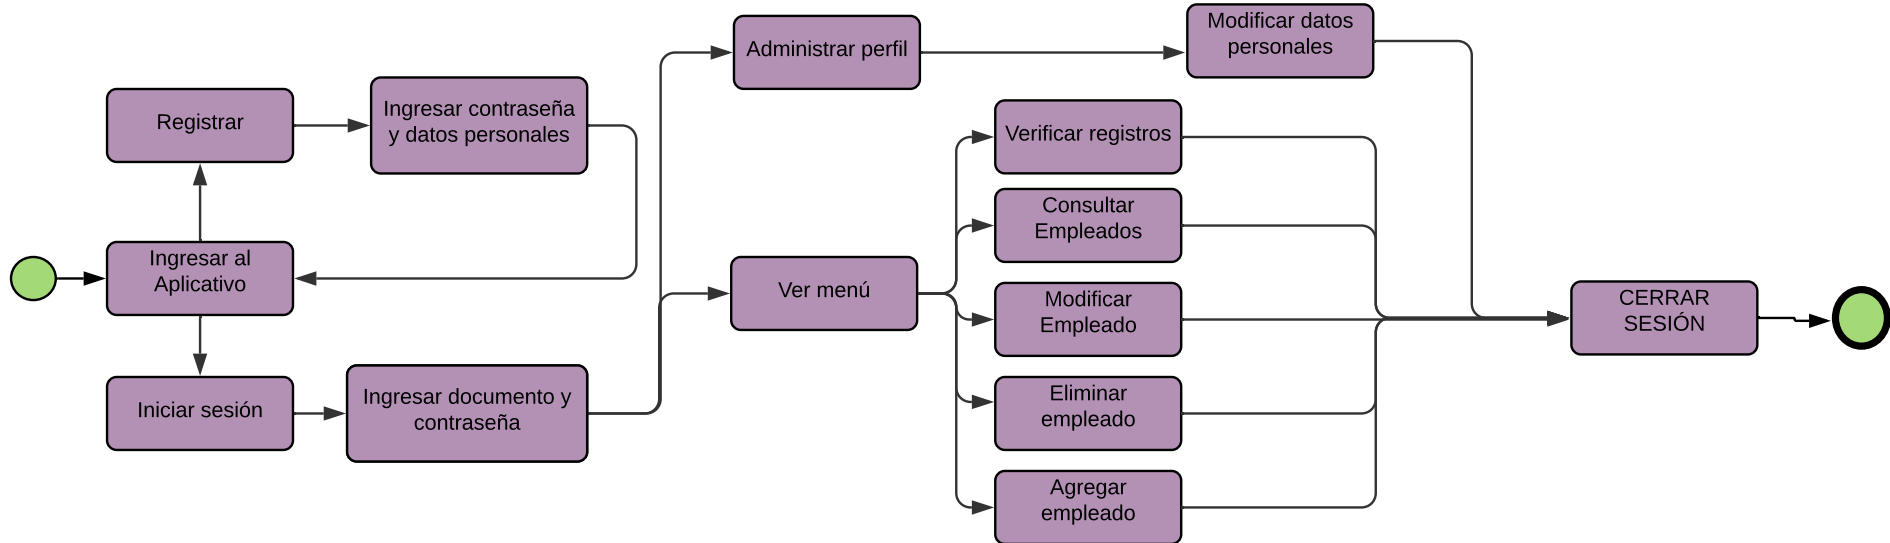 Modificar datos
personales
Administrar perfil
Ingresar contraseña
y datos personales
Registrar
Verificar registros
Consultar
Empleados
Ingresar al
Aplicativo
Ver menú
Modificar
Empleado
CERRAR
SESIÓN
Iniciar sesión
Ingresar documento y
contraseña
Eliminar
empleado
Agregar
empleado